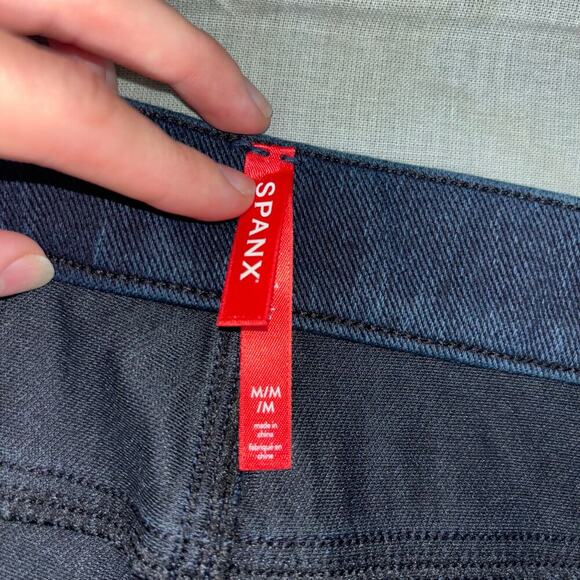 SPANX
M/M
/M
made in
china
fabriqué en
chine